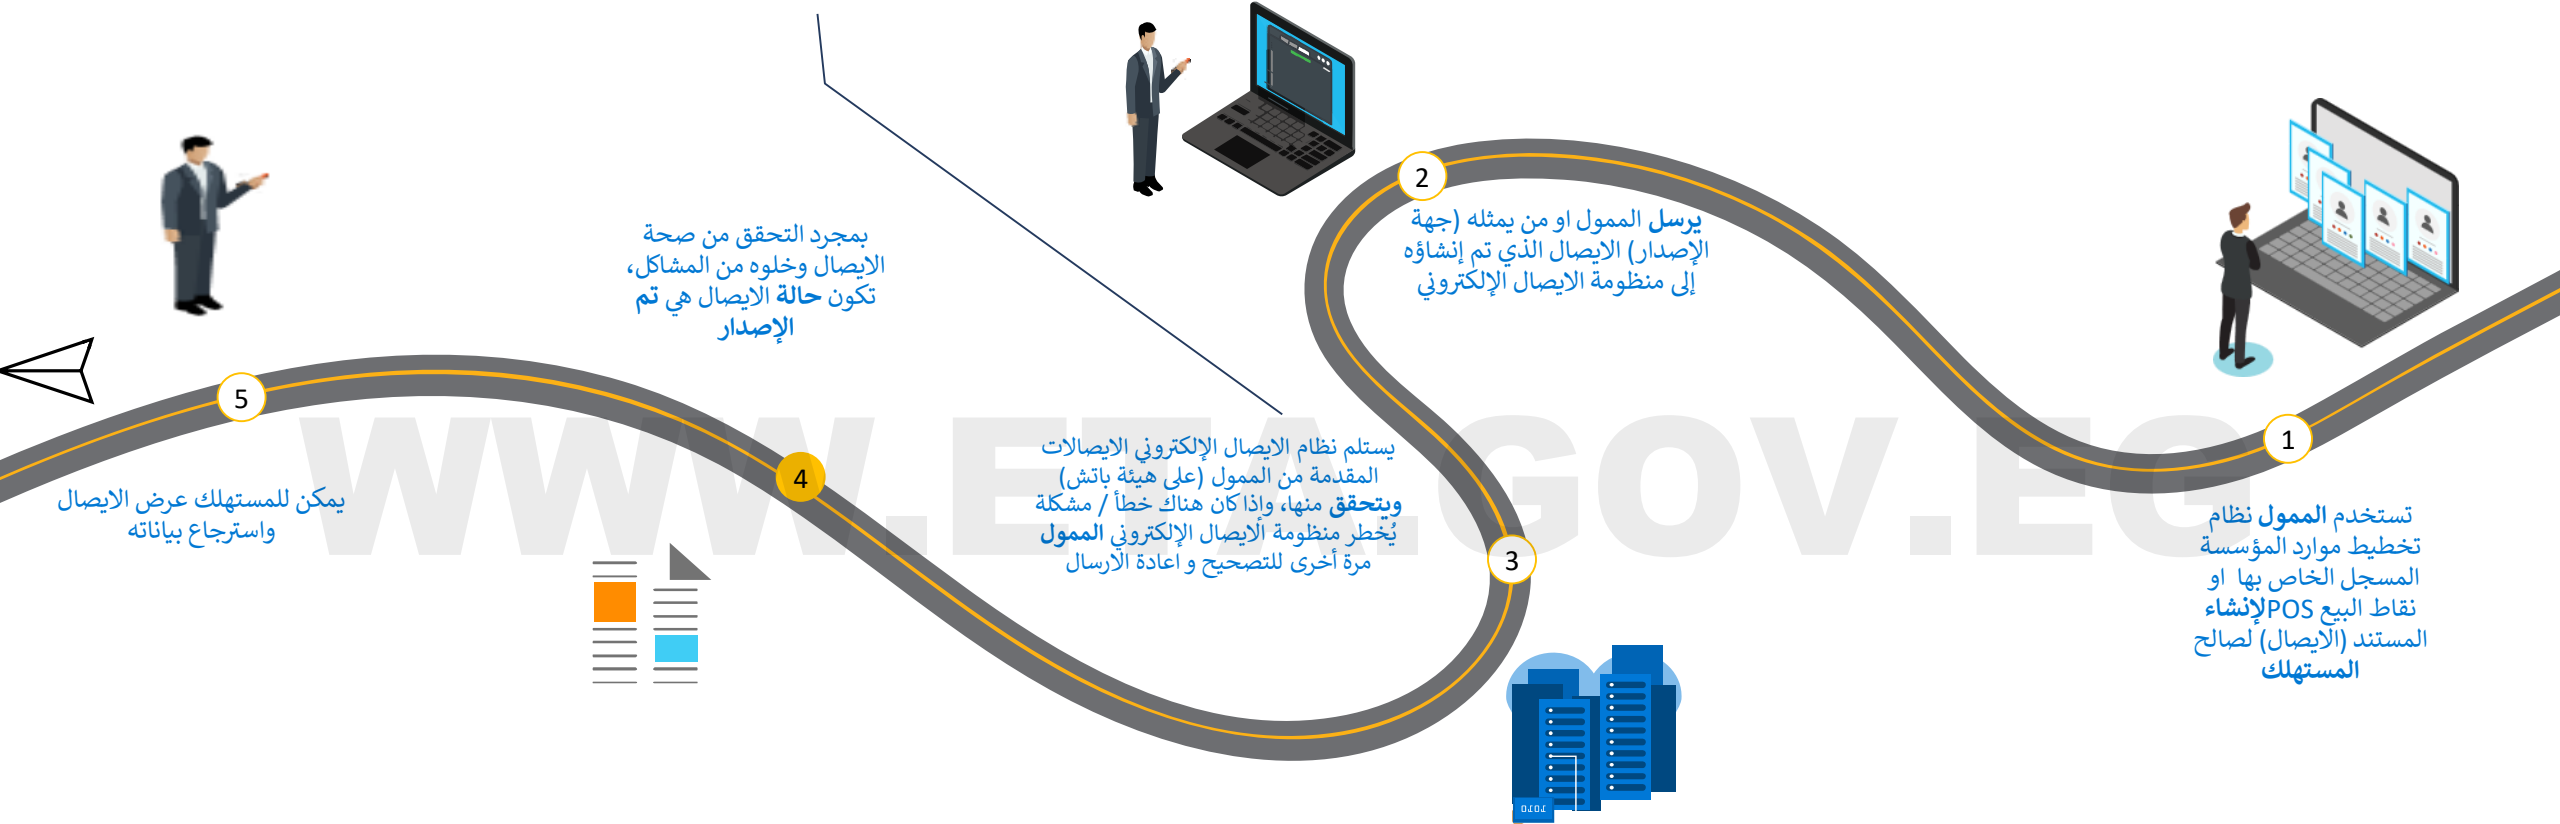 1
تستخدم الممول نظام
تخطيط موارد المؤسسة
المسجل الخاص بها او
نقاط البيع POSلإنشاء
المستند (الايصال) لصالح
المستهلك
2
يرسل الممول او من يمثله (جهة
الإصدار) الايصال الذي تم إنشاؤه
إلى منظومة الايصال الإلكتروني
3
يستلم نظام الايصال الإلكتروني الايصالات
المقدمة من الممول (على هيئة باتش)
ويتحقق منها، وإذا كان هناك خطأ / مشكلة
يُخطر منظومة الايصال الإلكتروني الممول
مرة أخرى للتصحيح و اعادة الارسال
4
بمجرد التحقق من صحة
الايصال وخلوه من المشاكل،
تكون حالة الايصال هي تم
الإصدار
5
يمكن للمستهلك عرض الايصال
واسترجاع بياناته
WWW.ETA.GOV.EG